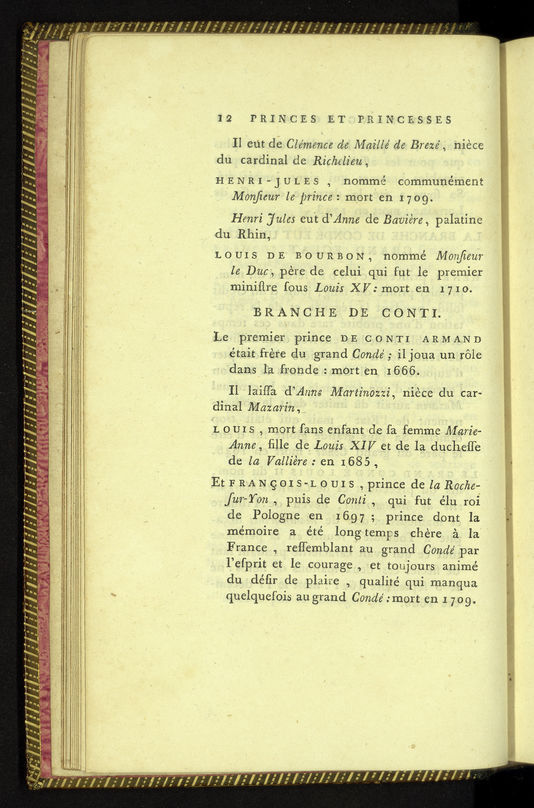 12 PRINCES ET PRINCESSES
Il eut de Clémence de Maillé de Brezé, nièce
du cardinal de Richelieu,
HENRI-JULES , nommé communément
Monſieur le prince : mort en 1709.
Henri Jules eut d'Anne de Bavière, palatine
du Rhin,
LOUIS DE BOURBON, nommé Monſieur
le Duc, père de celui qui fut le premier
miniſtre ſous Louis XV : mort en 1710.
BRANCHE DE CONTI.
Le premier prince DE CONTI ARMAND
était frère du grand Condé ; il joua un rôle
dans la fronde : mort en 1666.
Il laiſſa d'Anne Martinozzi, nièce du car-
dinal Mazarin,
LOUIS , mort ſans enfant de ſa femme Marie-
Anne, fille de Louis XIV et de la ducheſſe
de la Vallière : en 1685 ,
Et FRANÇOIS-LOUIS , prince de la Roche-
ſur-Yon , puis de Conti , qui fut élu roi
de Pologne en 1697 ; prince dont la
mémoire a été long temps chère à la
France , reſſemblant au grand Condé par
l'eſprit et le courage , et toujours animé
du déſir de plaire , qualité qui manqua
quelquefois au grand Condé : mort en 1709.